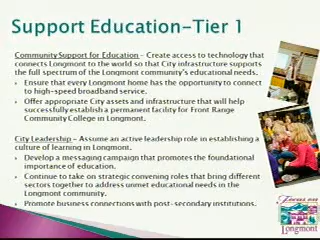 Support Education-Tier 1
Community Support for Education - Create access to technology that
connects Longmont to the world so that City infrastructure supports
the full spectrum of the Longmont community's educational needs.
Ensure that every Longmont home has the opportunity to connect
to high-speed broadband service.
Offer appropriate City assets and infrastructure that will help
successfully establish a permanent facility for Front Range
Community College in Longmont.
City Leadership - Assume an active leadership role in establishing a
culture of learning in Longmont.
Develop a messaging campaign that promotes the foundational
importance of education.
Continue to take on strategic convening roles that bring different
sectors together to address unmet educational needs in the
Longmont community.
Promote business connections with post-secondary institutions.
Focus on
Longmont